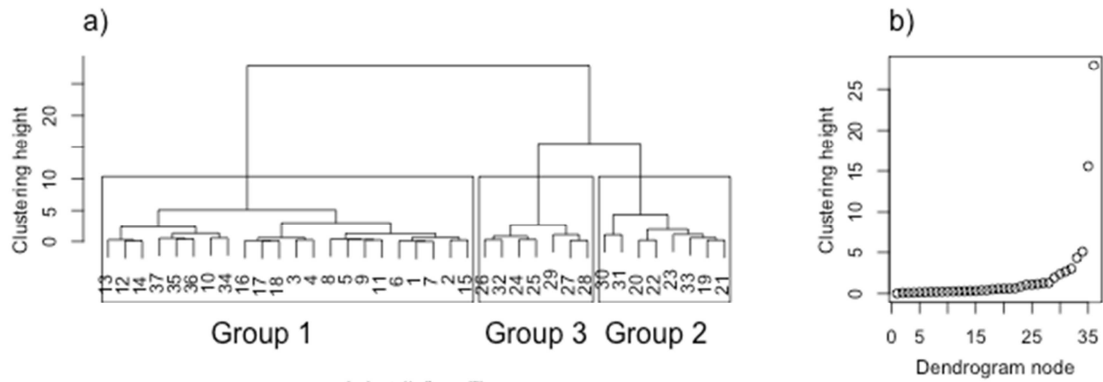 a)
b)
Clustering height
20
10
5
0
13 12 14 37 35 36 10 34 16 17 18 3 4 8 5 9 11 6 1 7 2 15 26 32 24 25 29 27 28 30 31 20 22 23 33 19 21
Group 1
Group 3
Group 2
Clustering height
25
20
15
10
5
0
0 5 15 25 35
Dendrogram node